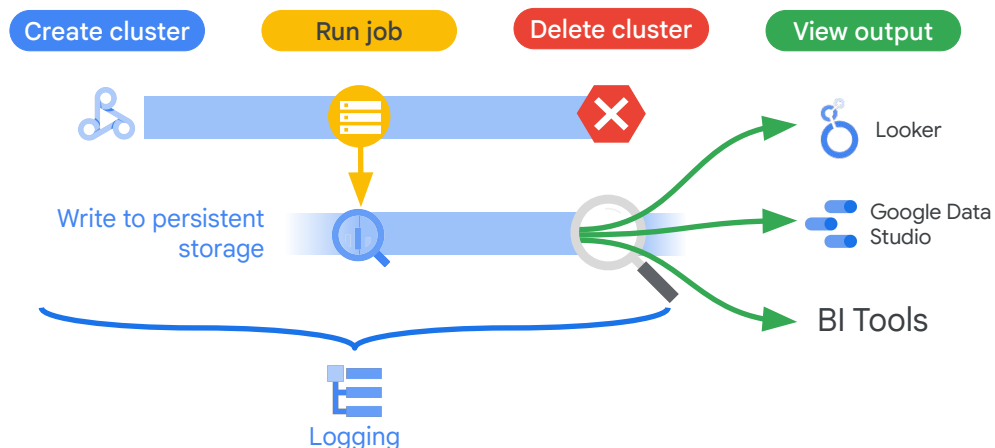 Create cluster
Run job
Delete cluster
View output
Looker
Write to persistent
storage
Google Data
Studio
BI Tools
Logging